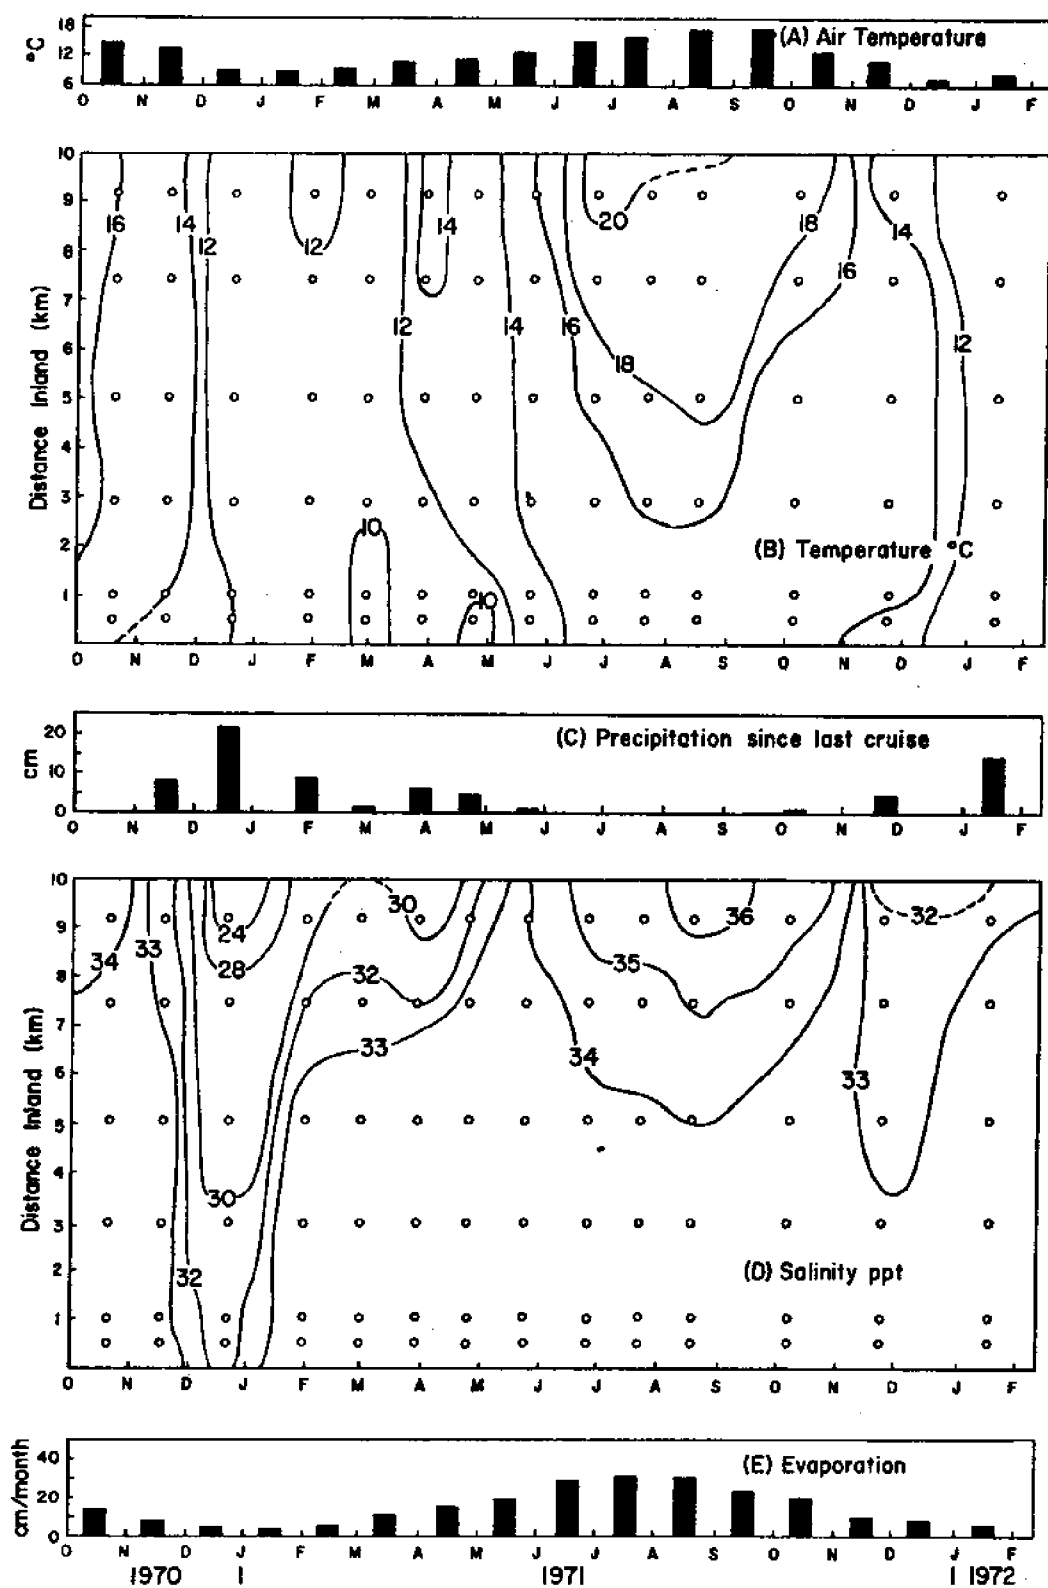 18
°C
12
6
(A) Air Temperature
O N D J F M A M J J A S O N D J F
10
9
8
7
6
5
4
3
2
1
Distance Inland (km)
16 14 12 12 14 20 18 14
16
12 14 16 18 12
10
10
(B) Temperature °C
O N D J F M A M J J A S O N D J F
20
cm
10
0
(C) Precipitation since last cruise
O N D J F M A M J J A S O N D J F
10
9
8
7
6
5
4
3
2
1
Distance Inland (km)
34 33 24 30 36 32
28 32 35
33 34 33
30
32
(D) Salinity ppt
O N D J F M A M J J A S O N D J F
40
cm/month
20
0
(E) Evaporation
O N D J F M A M J J A S O N D J F
1970 1971 1972